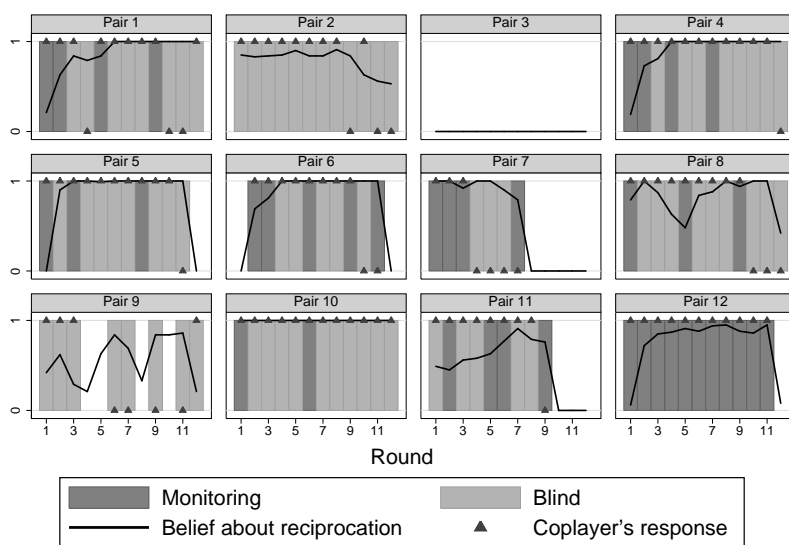 Pair 1 Pair 2 Pair 3 Pair 4
1
0
Pair 5 Pair 6 Pair 7 Pair 8
1
0
Pair 9 Pair 10 Pair 11 Pair 12
1
0
1 3 5 7 9 11 1 3 5 7 9 11 1 3 5 7 9 11 1 3 5 7 9 11
Round
Monitoring Blind
Belief about reciprocation Coplayer's response